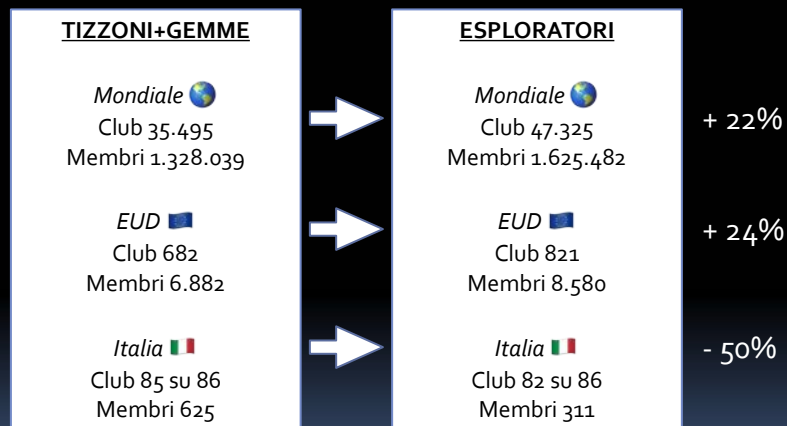 TIZZONI+GEMME
Mondiale
Club 35.495
Membri 1.328.039
EUD
Club 682
Membri 6.882
Italia
Club 85 su 86
Membri 625
ESPLORATORI
Mondiale
Club 47.325
Membri 1.625.482
EUD
Club 821
Membri 8.580
Italia
Club 82 su 86
Membri 311
+ 22%
+ 24%
- 50%